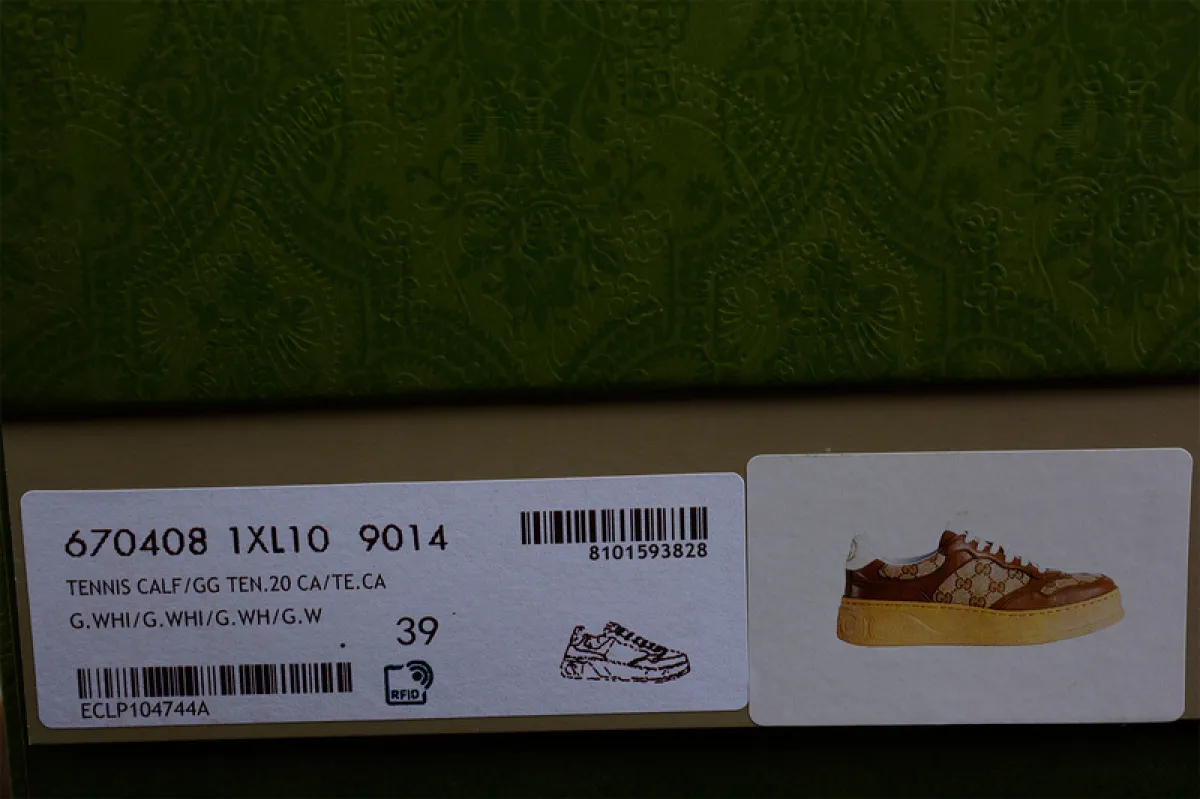 670408 1XL10 9014
8101593828
TENNIS CALF/GG TEN.20 CA/TE.CA
G.WHI/G.WHI/G.WH/G.W
39
RFID
ECLP104744A